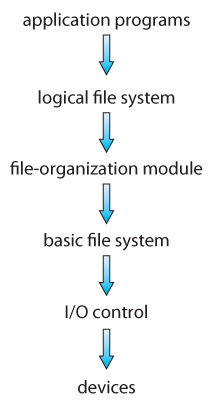 application programs
logical file system
file-organization module
basic file system
I/O control
devices